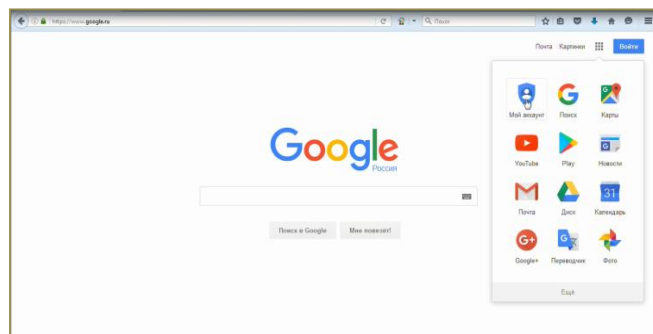 https://www.google.ru
Поиск
Почта Картинки Войти
Мой аккаунт Поиск Карты
Google
Россия
YouTube Play Новости
G
31
Почта Диск Календарь
Поиск в Google Мне повезёт!
G+
Google+ Переводчик Фото
Ещё